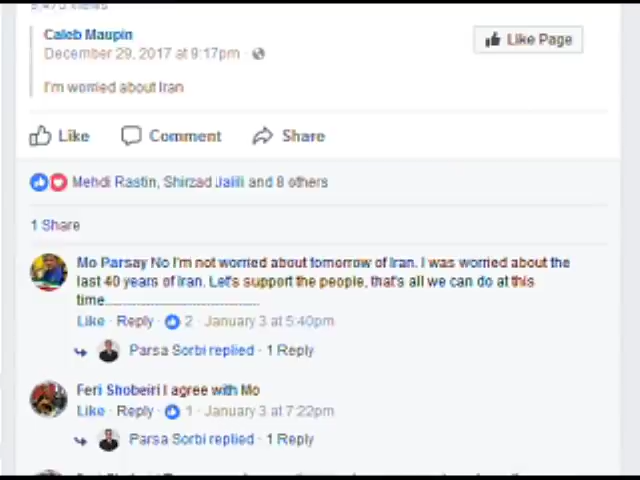 9,470 views
Caleb Maupin
December 29, 2017 at 9:17pm ·
Like Page
I'm worried about Iran
Like Comment Share
Mehdi Rastin, Shirzad Jalili and 8 others
1 Share
Mo Parsay No I'm not worried about tomorrow of Iran. I was worried about the
last 40 years of Iran. Let's support the people, that's all we can do at this
time.......................................
Like · Reply · 2 · January 3 at 5:40pm
Parsa Sorbi replied · 1 Reply
Feri Shobeiri I agree with Mo
Like · Reply · 1 · January 3 at 7:22pm
Parsa Sorbi replied · 1 Reply